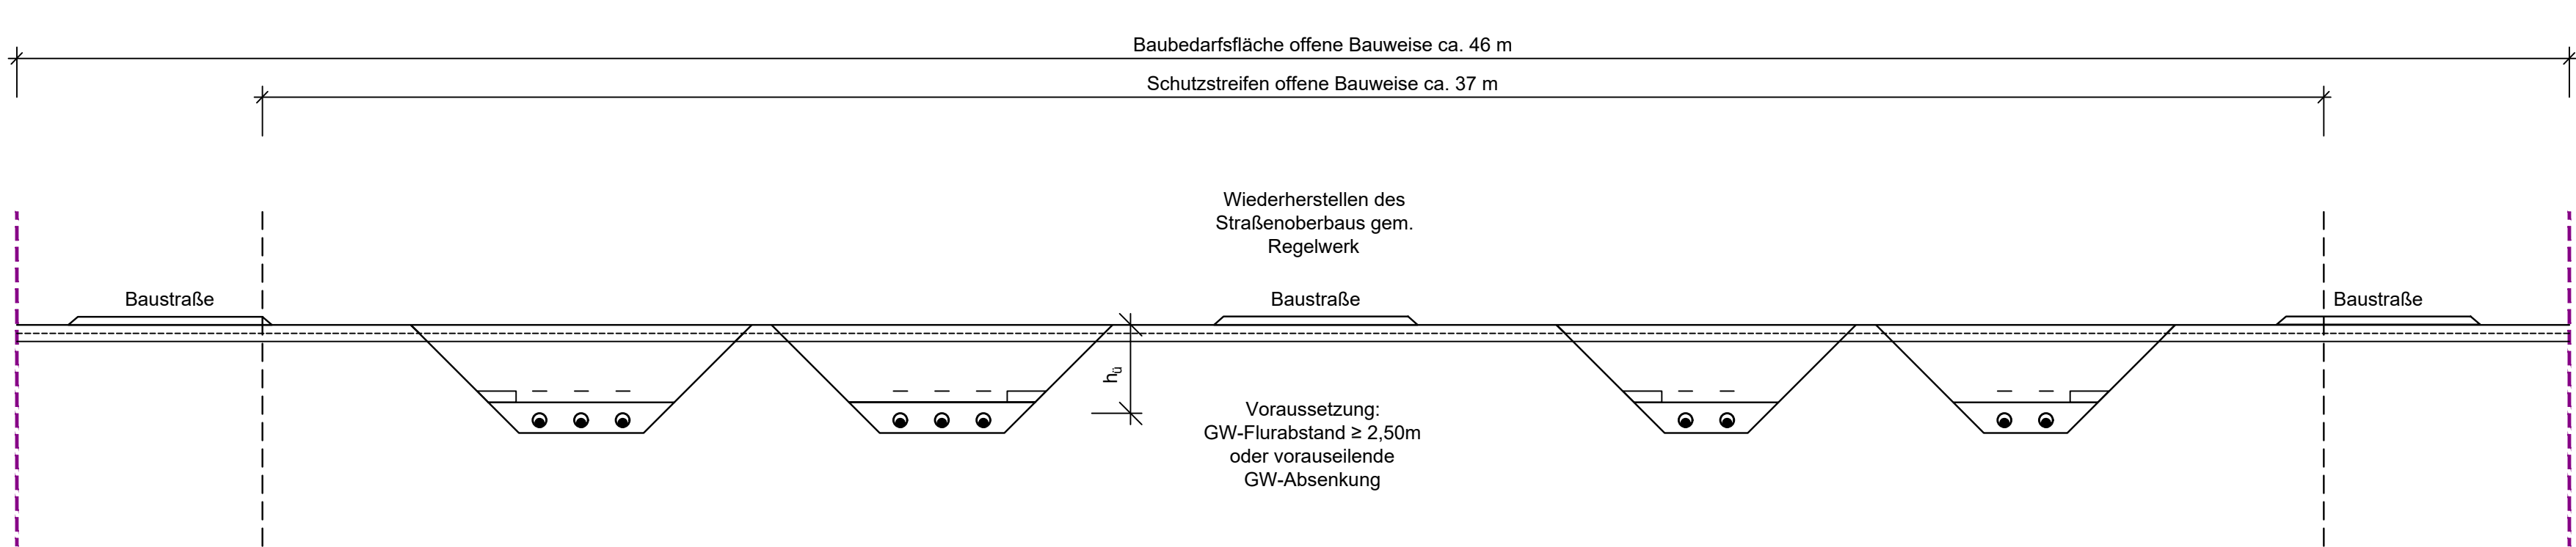 Baubedarfsfläche offene Bauweise ca. 46 m
Schutzstreifen offene Bauweise ca. 37 m
Wiederherstellen des
Straßenoberbaus gem.
Regelwerk
Baustraße
Baustraße
Baustraße
hü
Voraussetzung:
GW-Flurabstand ≥ 2,50m
oder vorauseilende
GW-Absenkung